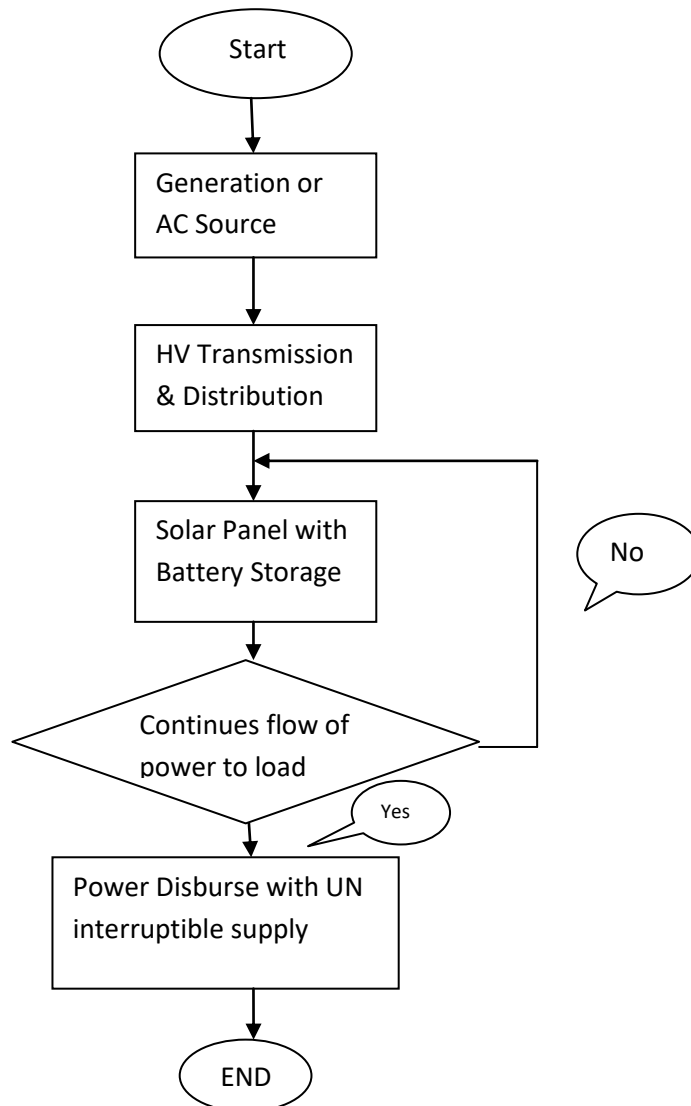 Start
Generation or
AC Source
HV Transmission
& Distribution
Solar Panel with
Battery Storage
No
Continues flow of
power to load
Yes
Power Disburse with UN
interruptible supply
END